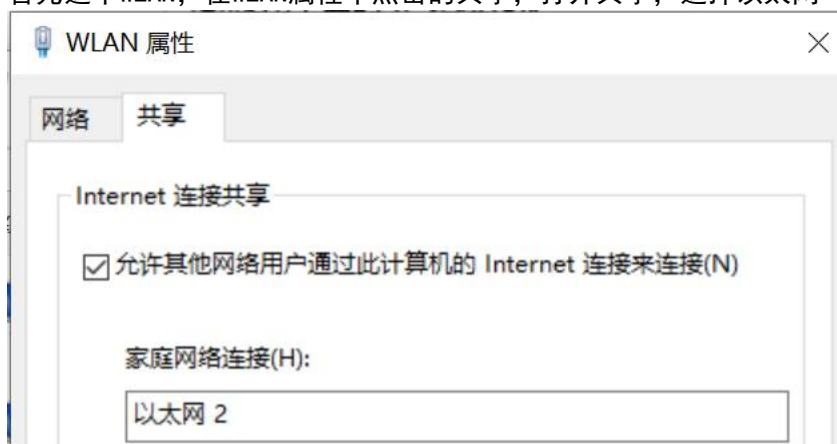 WLAN 属性
网络
共享
Internet 连接共享
允许其他网络用户通过此计算机的 Internet 连接来连接(N)
家庭网络连接(H):
以太网 2